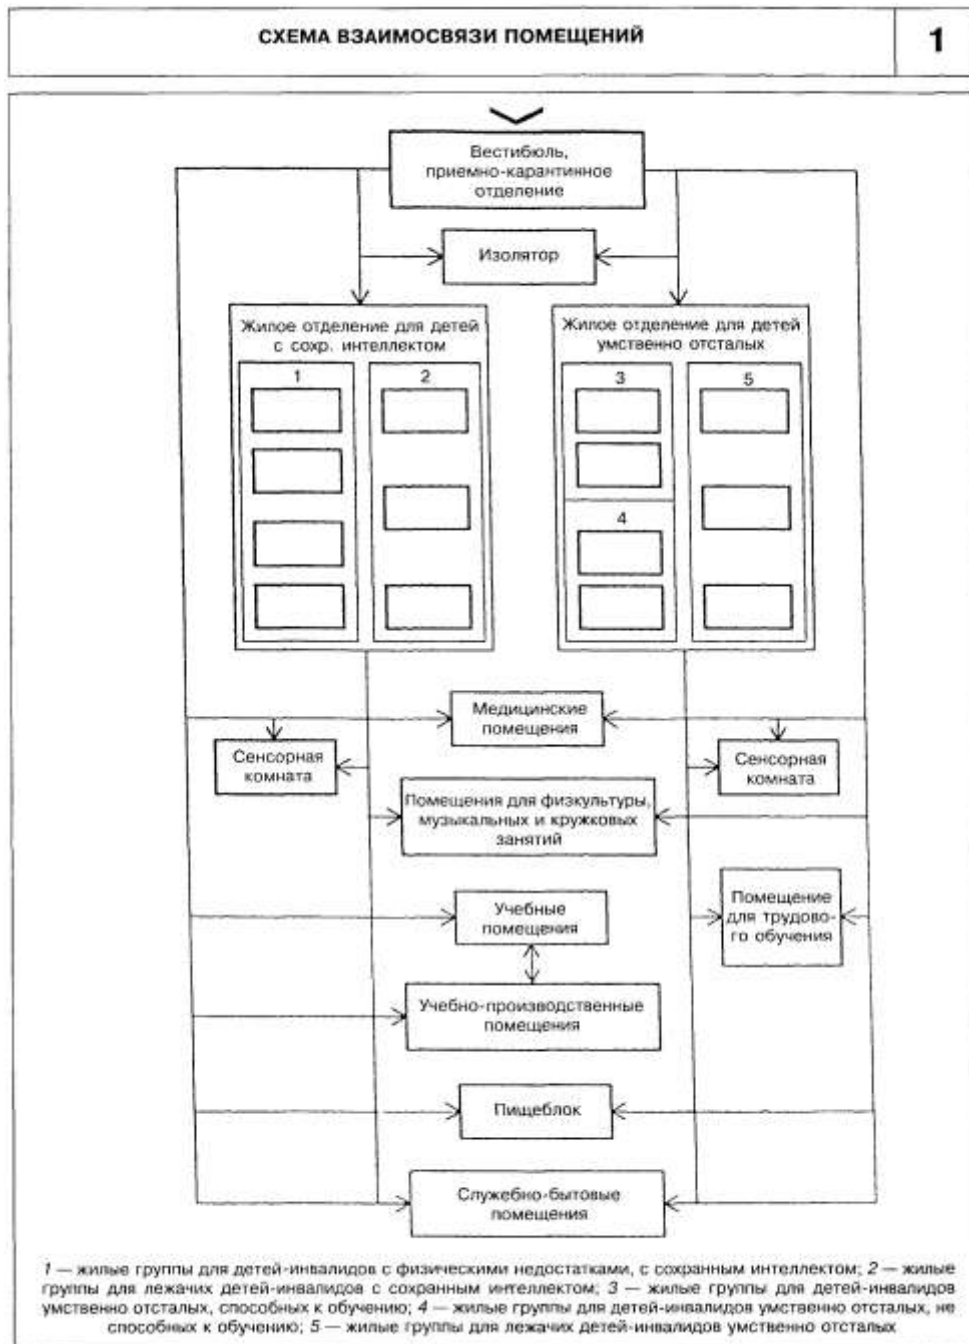 СХЕМА ВЗАИМОСВЯЗИ ПОМЕЩЕНИЙ
1
Вестибюль,
приемно-карантинное
отделение
Изолятор
Жилое отделение для детей
с сохр. интеллектом
1
2
Жилое отделение для детей
умственно отсталых
3
5
4
Медицинские
помещения
Сенсорная
комната
Сенсорная
комната
Помещения для физкультуры,
музыкальных и кружковых
занятий
Учебные
помещения
Помещение
для трудово-
го обучения
Учебно-производственные
помещения
Пищеблок
Служебно-бытовые
помещения
1 — жилые группы для детей-инвалидов с физическими недостатками, с сохранным интеллектом; 2 — жилые
группы для лежачих детей-инвалидов с сохранным интеллектом; 3 — жилые группы для детей-инвалидов
умственно отсталых, способных к обучению; 4 — жилые группы для детей-инвалидов умственно отсталых, не
способных к обучению; 5 — жилые группы для лежачих детей-инвалидов умственно отсталых